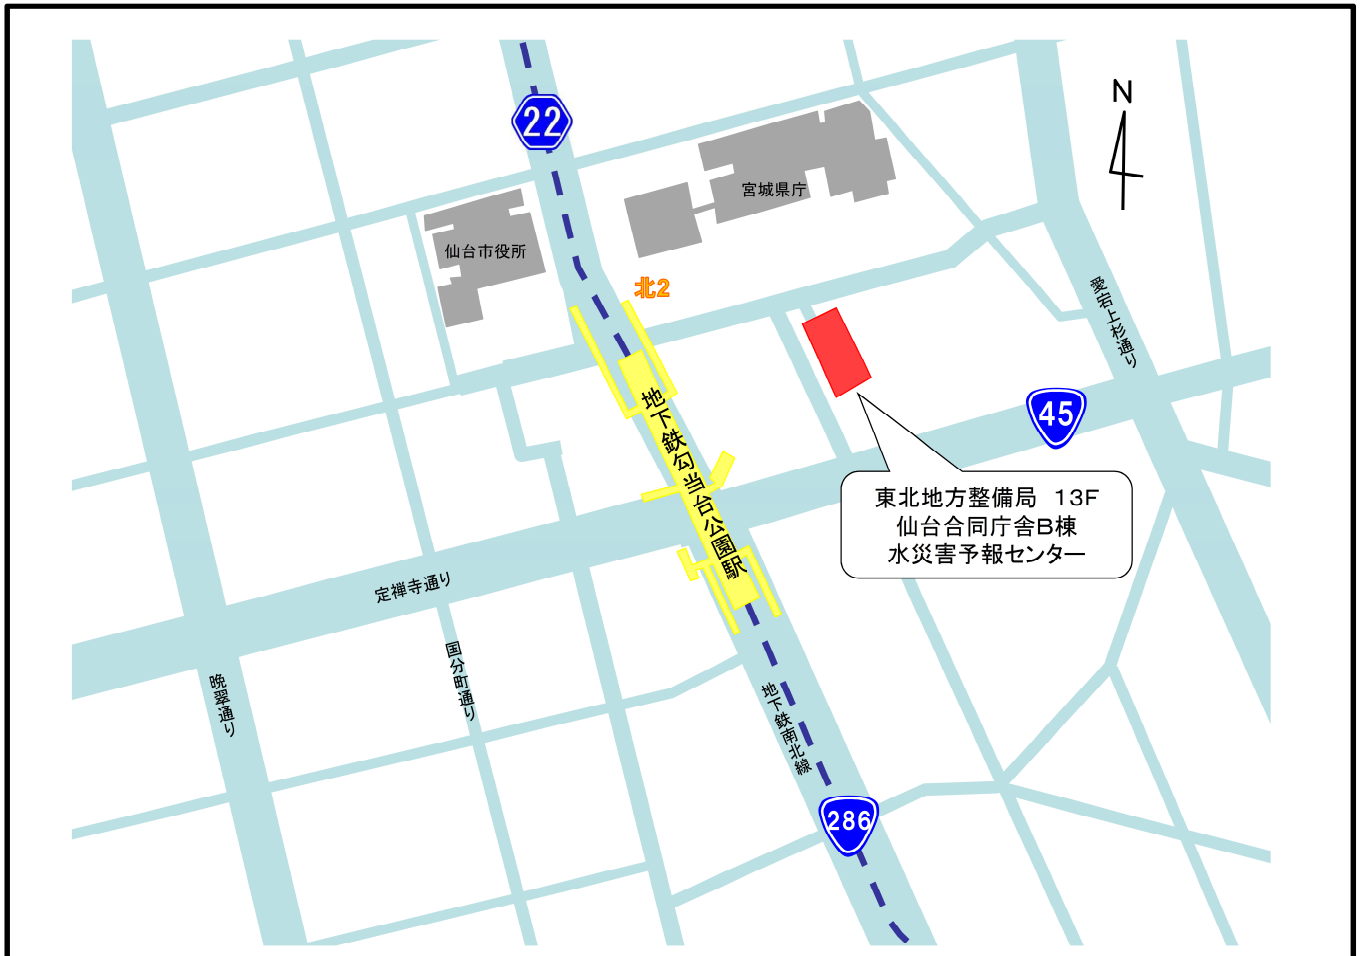 N
22
宮城県庁
仙台市役所
北2
愛宕上杉通り
地下鉄勾当台公園駅
45
東北地方整備局　13F
仙台合同庁舎B棟
水災害予報センター
定禅寺通り
国分町通り
晩翠通り
地下鉄南北線
286